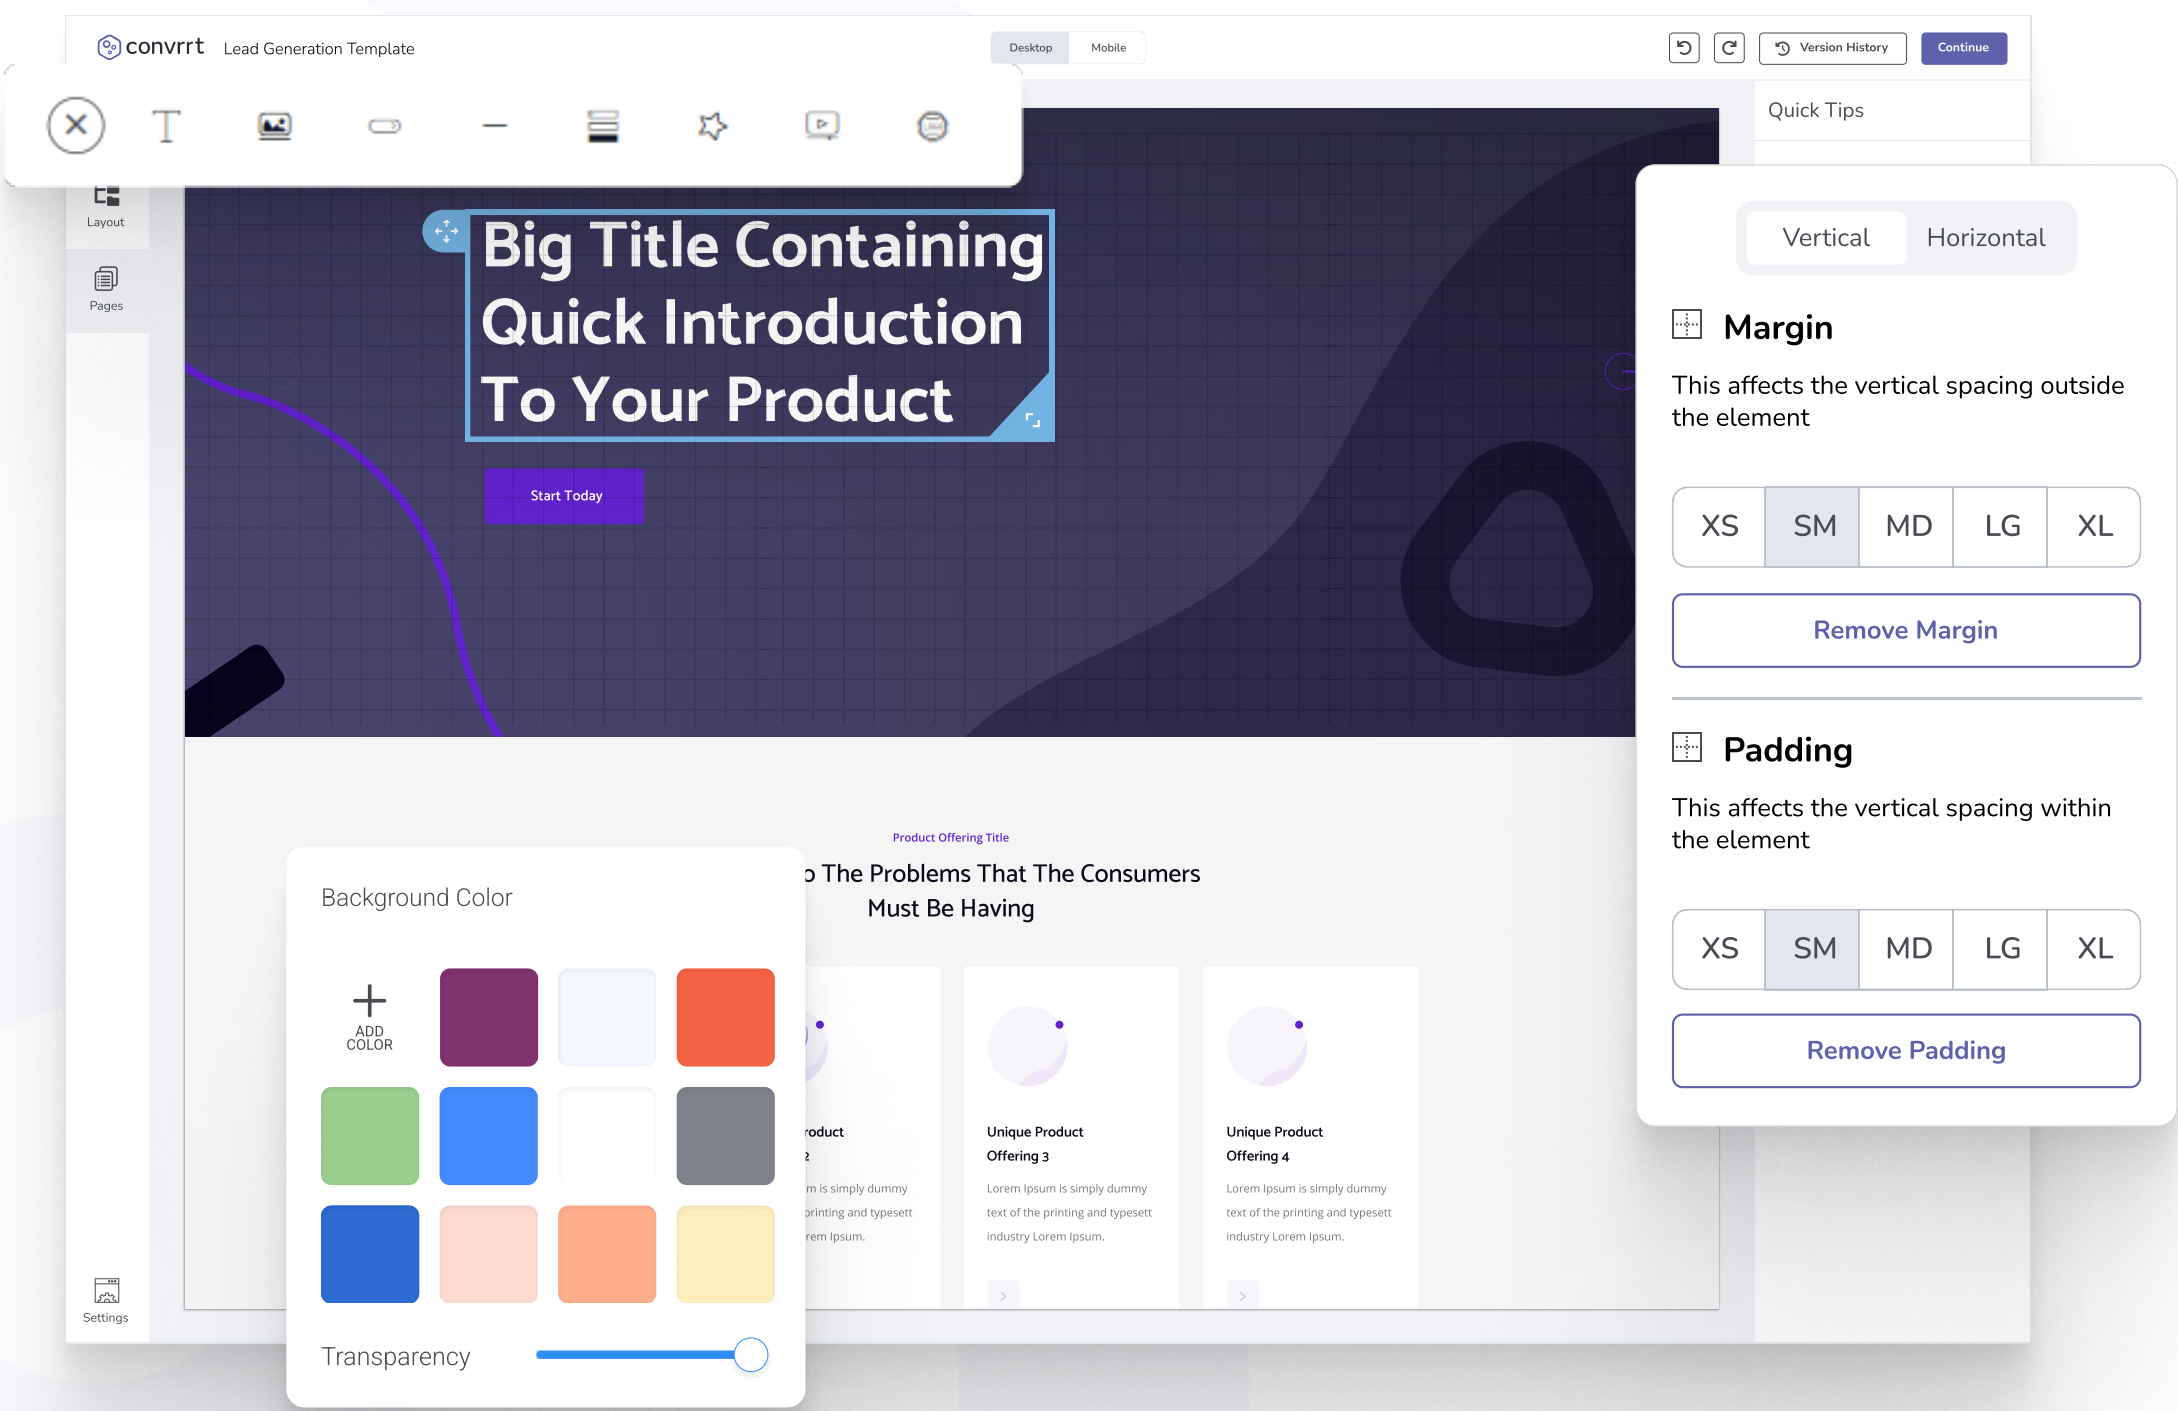 convrrt Lead Generation Template
Desktop Mobile
Version History Continue
Quick Tips
Layout
Pages
Settings
Big Title Containing
Quick Introduction
To Your Product
Start Today
Product Offering Title
The Problems That The Consumers
Must Be Having
2
is simply dummy
printing and typesett
Ipsum.
Unique Product
Offering 3
Lorem Ipsum is simply dummy
text of the printing and typesett
industry Lorem Ipsum.
Unique Product
Offering 4
Lorem Ipsum is simply dummy
text of the printing and typesett
industry Lorem Ipsum.
Background Color
ADD
COLOR
Transparency
Vertical Horizontal
Margin
This affects the vertical spacing outside
the element
XS SM MD LG XL
Remove Margin
Padding
This affects the vertical spacing within
the element
XS SM MD LG XL
Remove Padding